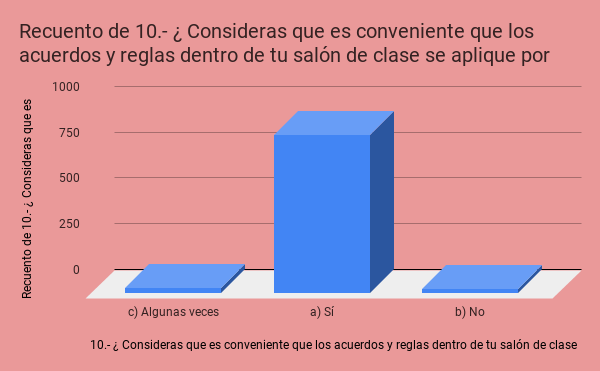 Recuento de 10.- ¿ Consideras que es conveniente que los
acuerdos y reglas dentro de tu salón de clase se aplique por
Recuento de 10.- ¿ Consideras que es
1000
750
500
250
0
c) Algunas veces
a) Sí
b) No
10.- ¿ Consideras que es conveniente que los acuerdos y reglas dentro de tu salón de clase